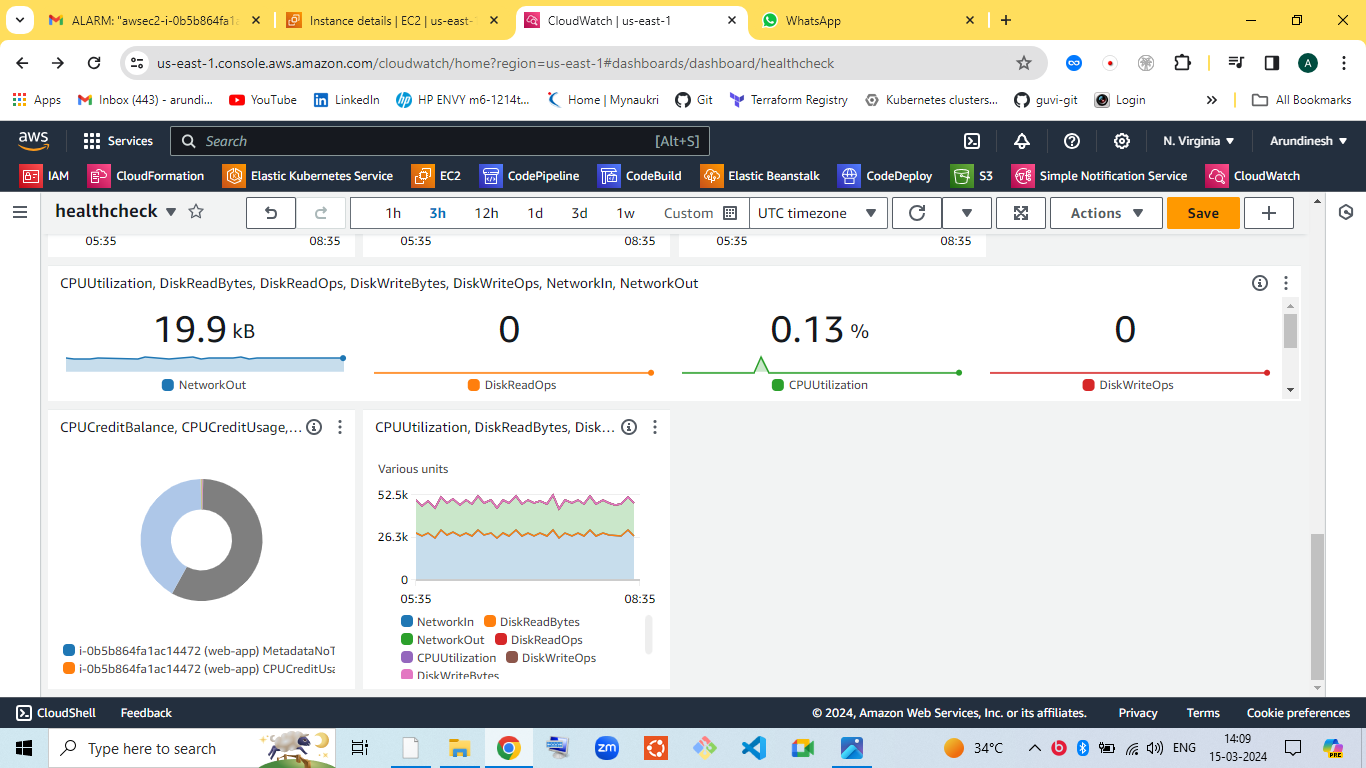 ALARM: "awsec2-i-0b5b864fa1a
Instance details | EC2 | us-east-
CloudWatch | us-east-1
WhatsApp
us-east-1.console.aws.amazon.com/cloudwatch/home?region=us-east-1#dashboards/dashboard/healthcheck
A
Apps
Inbox (443) - arundi...
YouTube
LinkedIn
HP ENVY m6-1214t...
Home | Mynaukri
Git
Terraform Registry
Kubernetes clusters...
guvi-git
Login
All Bookmarks
aws
Services
Search
[Alt+S]
N. Virginia
Arundinesh
IAM
CloudFormation
Elastic Kubernetes Service
EC2
CodePipeline
CodeBuild
Elastic Beanstalk
CodeDeploy
S3
Simple Notification Service
CloudWatch
healthcheck
1h
3h
12h
1d
3d
1w
Custom
UTC timezone
Actions
Save
05:35
08:35
05:35
08:35
05:35
08:35
CPUUtilization, DiskReadBytes, DiskReadOps, DiskWriteBytes, DiskWriteOps, NetworkIn, NetworkOut
19.9 kB
0
0.13 %
0
NetworkOut
DiskReadOps
CPUUtilization
DiskWriteOps
CPUCreditBalance, CPUCreditUsage,...
i-0b5b864fa1ac14472 (web-app) MetadataNoT
i-0b5b864fa1ac14472 (web-app) CPUCreditUsa
CPUUtilization, DiskReadBytes, Disk...
Various units
52.5k
26.3k
0
05:35
08:35
NetworkIn
DiskReadBytes
NetworkOut
DiskReadOps
CPUUtilization
DiskWriteOps
DiskWriteBytes
CloudShell
Feedback
© 2024, Amazon Web Services, Inc. or its affiliates.
Privacy
Terms
Cookie preferences
Type here to search
zm
34°C
ENG
14:09
15-03-2024
PRE